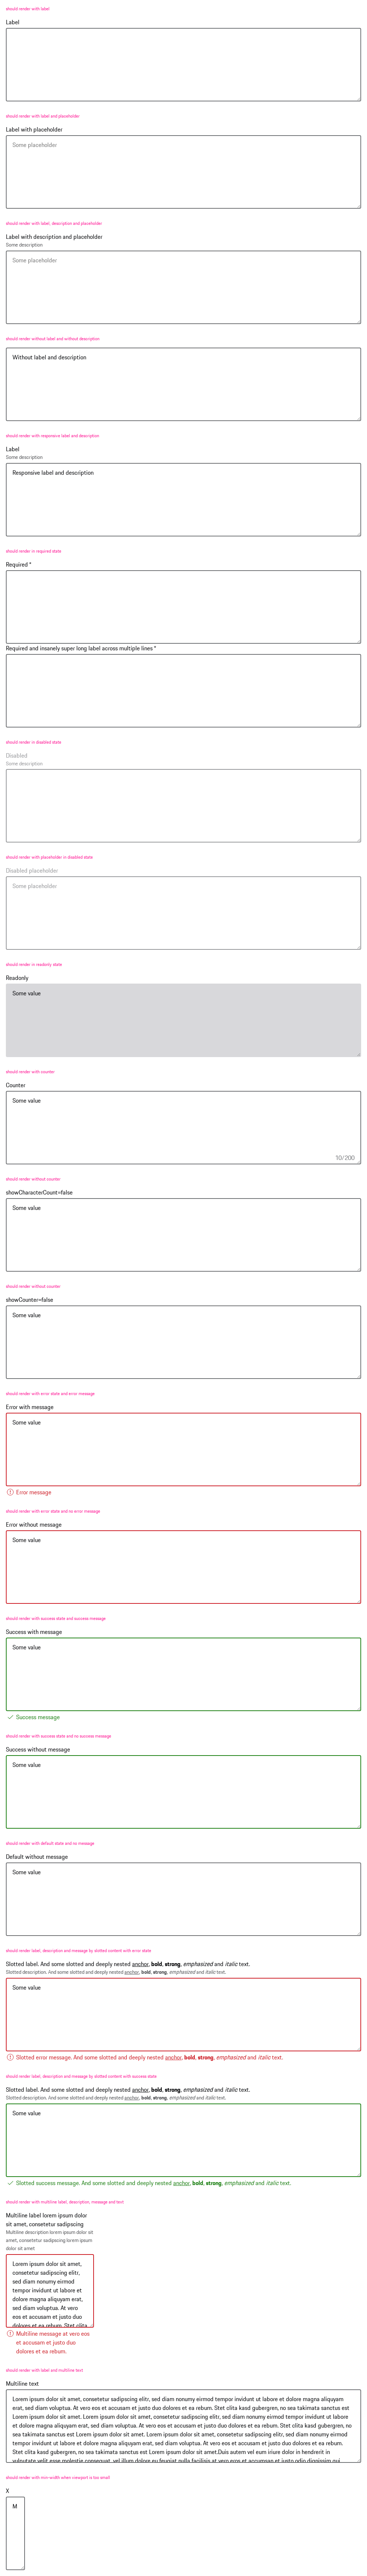 should render with label
Label
should render with label and placeholder
Label with placeholder
Some placeholder
should render with label, description and placeholder
Label with description and placeholder
Some description
Some placeholder
should render without label and without description
Without label and description
should render with responsive label and description
Label
Some description
Responsive label and description
should render in required state
Required *
Required and insanely super long label across multiple lines *
should render in disabled state
Disabled
Some description
should render with placeholder in disabled state
Disabled placeholder
Some placeholder
should render in readonly state
Readonly
Some value
should render with counter
Counter
Some value
10/200
should render without counter
showCharacterCount=false
Some value
should render without counter
showCounter=false
Some value
should render with error state and error message
Error with message
Some value
Error message
should render with error state and no error message
Error without message
Some value
should render with success state and success message
Success with message
Some value
Success message
should render with success state and no success message
Success without message
Some value
should render with default state and no message
Default without message
Some value
should render label, description and message by slotted content with error state
Slotted label. And some slotted and deeply nested anchor, bold, strong, emphasized and italic text.
Slotted description. And some slotted and deeply nested anchor, bold, strong, emphasized and italic text.
Some value
Slotted error message. And some slotted and deeply nested anchor, bold, strong, emphasized and italic text.
should render label, description and message by slotted content with success state
Slotted label. And some slotted and deeply nested anchor, bold, strong, emphasized and italic text.
Slotted description. And some slotted and deeply nested anchor, bold, strong, emphasized and italic text.
Some value
Slotted success message. And some slotted and deeply nested anchor, bold, strong, emphasized and italic text.
should render with multiline label, description, message and text
Multiline label lorem ipsum dolor
sit amet, consetetur sadipscing
Multiline description lorem ipsum dolor sit
amet, consetetur sadipscing lorem ipsum
dolor sit amet
Lorem ipsum dolor sit amet,
consetetur sadipscing elitr,
sed diam nonumy eirmod
tempor invidunt ut labore et
dolore magna aliquyam erat,
sed diam voluptua. At vero
eos et accusam et justo duo
dolores et ea rebum. Stet clita
Multiline message at vero eos
et accusam et justo duo
dolores et ea rebum.
should render with label and multiline text
Multiline text
Lorem ipsum dolor sit amet, consetetur sadipscing elitr, sed diam nonumy eirmod tempor invidunt ut labore et dolore magna aliquyam
erat, sed diam voluptua. At vero eos et accusam et justo duo dolores et ea rebum. Stet clita kasd gubergren, no sea takimata sanctus est
Lorem ipsum dolor sit amet. Lorem ipsum dolor sit amet, consetetur sadipscing elitr, sed diam nonumy eirmod tempor invidunt ut labore
et dolore magna aliquyam erat, sed diam voluptua. At vero eos et accusam et justo duo dolores et ea rebum. Stet clita kasd gubergren, no
sea takimata sanctus est Lorem ipsum dolor sit amet. Lorem ipsum dolor sit amet, consetetur sadipscing elitr, sed diam nonumy eirmod
tempor invidunt ut labore et dolore magna aliquyam erat, sed diam voluptua. At vero eos et accusam et justo duo dolores et ea rebum.
Stet clita kasd gubergren, no sea takimata sanctus est Lorem ipsum dolor sit amet.Duis autem vel eum iriure dolor in hendrerit in
vulputate velit esse molestie consequat, vel illum dolore eu feugiat nulla facilisis at vero eros et accumsan et iusto odio dignissim qui
should render with min-width when viewport is too small
X
M